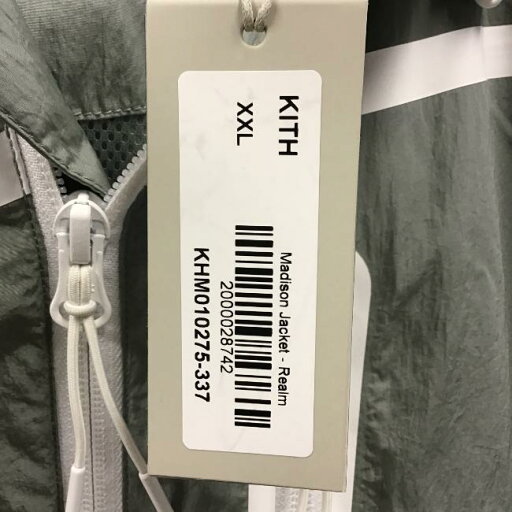 KITH
XXL
Madison Jacket - Realm
2000028742
KHM010275-337